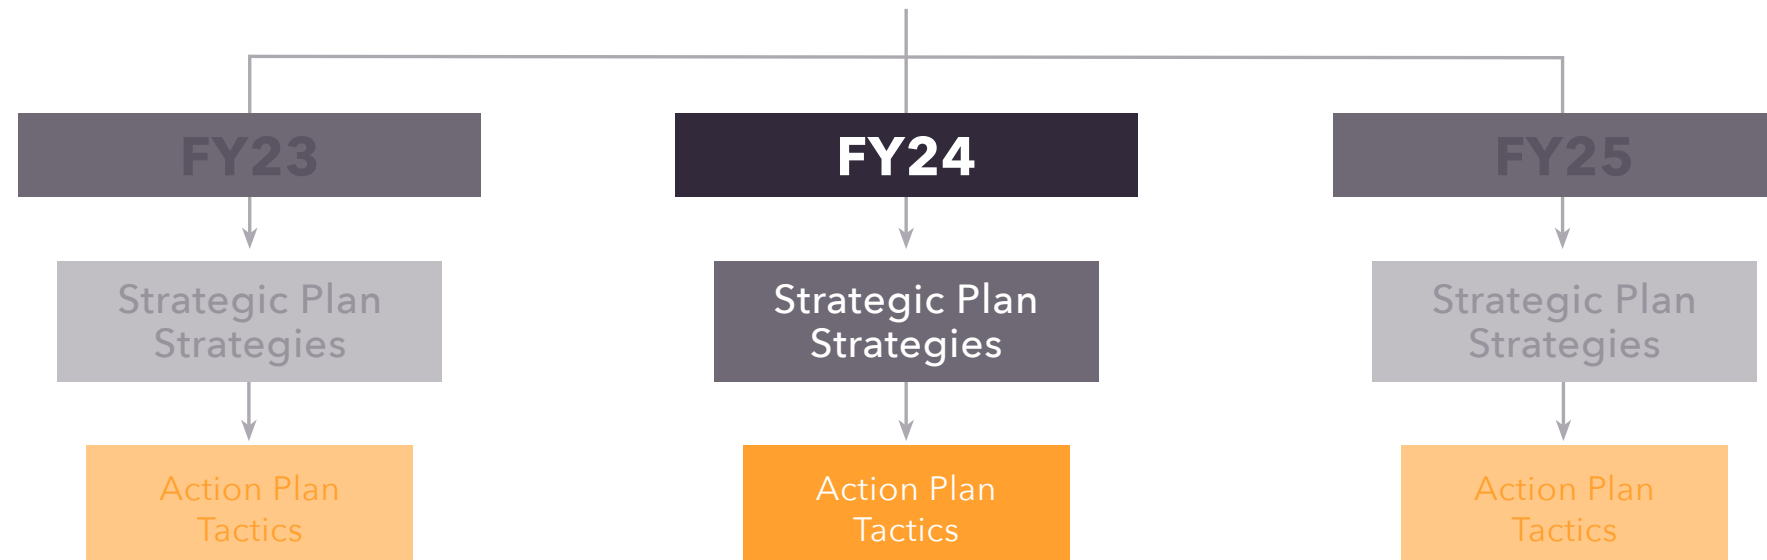 FY23
FY24
FY25
Strategic Plan
Strategies
Strategic Plan
Strategies
Strategic Plan
Strategies
Action Plan
Tactics
Action Plan
Tactics
Action Plan
Tactics